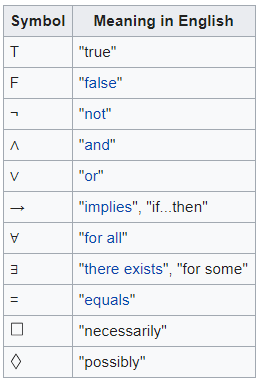 Symbol Meaning in English
T "true"
F "false"
¬ "not"
∧ "and"
∨ "or"
→ "implies", "if...then"
∀ "for all"
∃ "there exists", "for some"
= "equals"
□ "necessarily"
◊ "possibly"